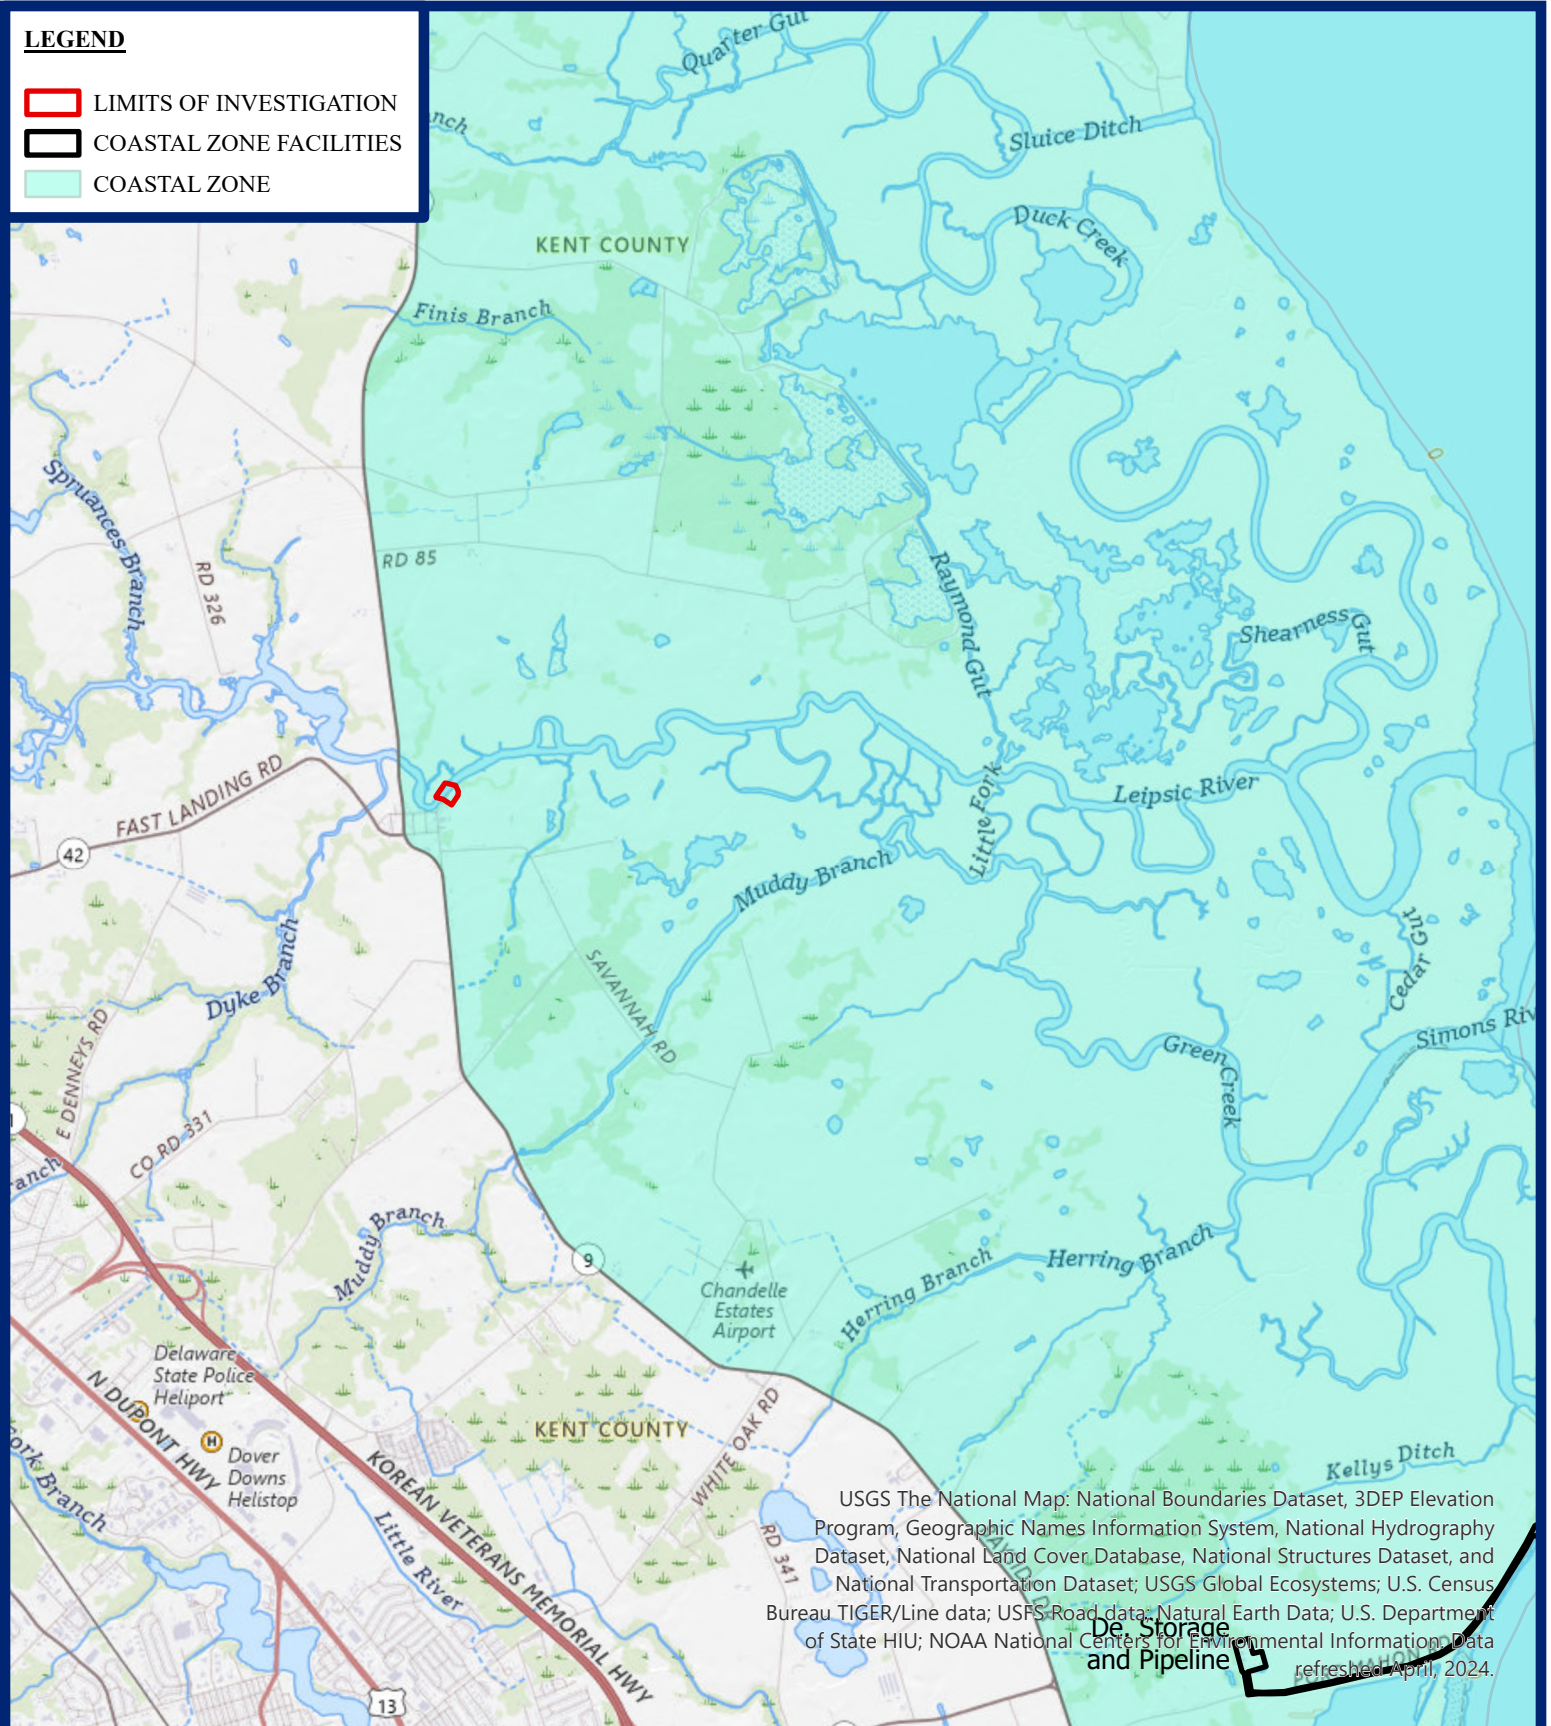 LEGEND
LIMITS OF INVESTIGATION
COASTAL ZONE FACILITIES
COASTAL ZONE
Quarter Gut
nch
Sluice Ditch
Duck Creek
KENT COUNTY
Finis Branch
Spruances Branch
RD 326
RD 85
Raymond Gut
Shearness Gut
FAST LANDING RD
42
Leipsic River
Little Fork
Muddy Branch
Dyke Branch
SAVANNAH RD
Cedar Gut
Simons Riv
E DENNEYS RD
Green Creek
1
CO RD 331
ranch
Muddy Branch
9
Herring Branch
Herring Branch
Chandelle
Estates
Airport
Delaware
State Police
Heliport
N DUPONT HWY
H
Dover
Downs
Helistop
KENT COUNTY
WHITE OAK RD
KOREAN VETERANS MEMORIAL HWY
Kellys Ditch
ork Branch
Little River
RD 341
USGS The National Map: National Boundaries Dataset, 3DEP Elevation
Program, Geographic Names Information System, National Hydrography
Dataset, National Land Cover Database, National Structures Dataset, and
National Transportation Dataset; USGS Global Ecosystems; U.S. Census
Bureau TIGER/Line data; USFS Road data; Natural Earth Data; U.S. Department
of State HIU; NOAA National Centers for Environmental Information. Data
refreshed April, 2024.
De. Storage
and Pipeline
13